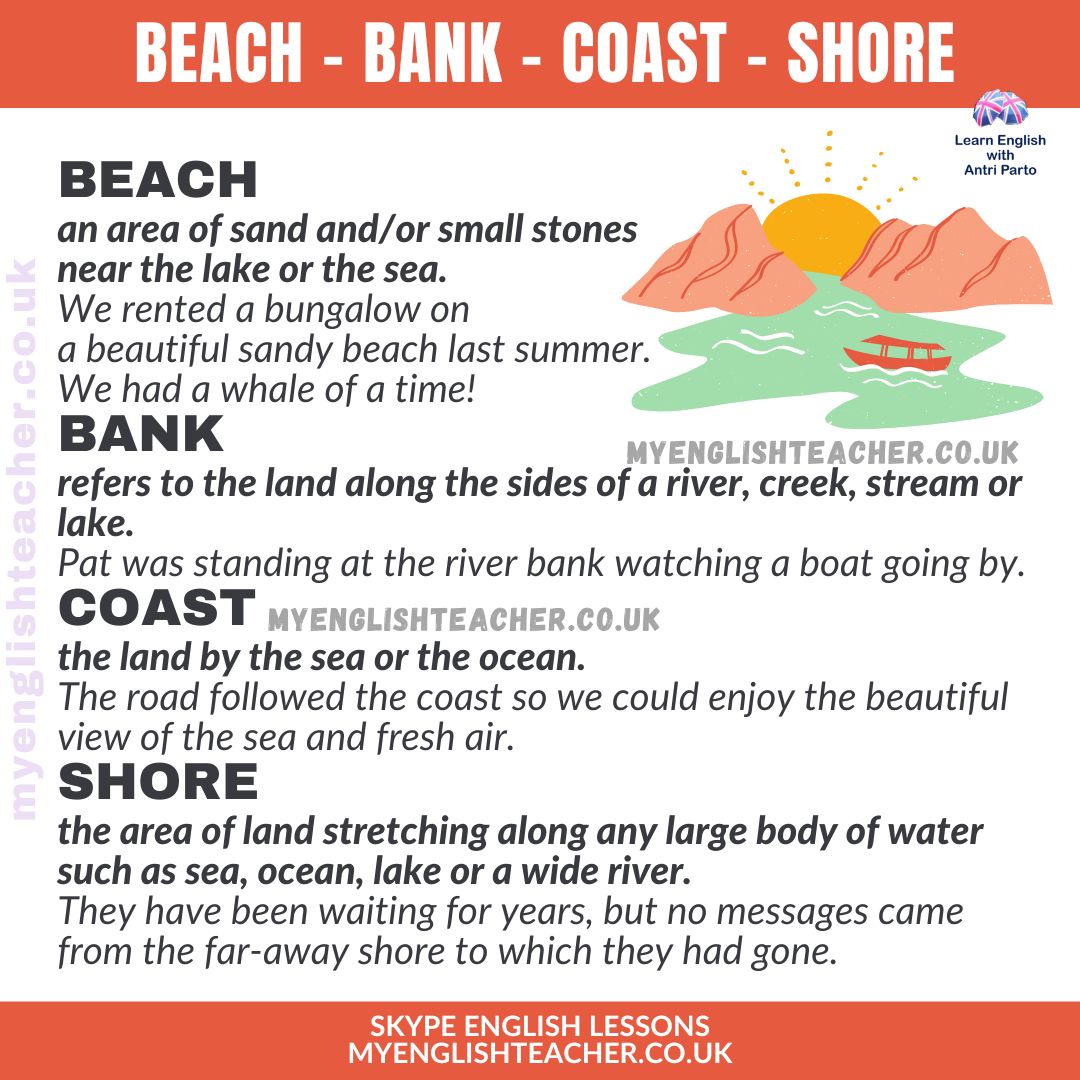 BEACH - BANK - COAST - SHORE
Learn English
with
Antri Parto
BEACH
an area of sand and/or small stones
near the lake or the sea.
We rented a bungalow on
a beautiful sandy beach last summer.
We had a whale of a time!
BANK
MYENGLISHTEACHER.CO.UK
refers to the land along the sides of a river, creek, stream or
lake.
Pat was standing at the river bank watching a boat going by.
COAST
MYENGLISHTEACHER.CO.UK
the land by the sea or the ocean.
The road followed the coast so we could enjoy the beautiful
view of the sea and fresh air.
SHORE
the area of land stretching along any large body of water
such as sea, ocean, lake or a wide river.
They have been waiting for years, but no messages came
from the far-away shore to which they had gone.
myenglishteacher.co.uk
SKYPE ENGLISH LESSONS
MYENGLISHTEACHER.CO.UK